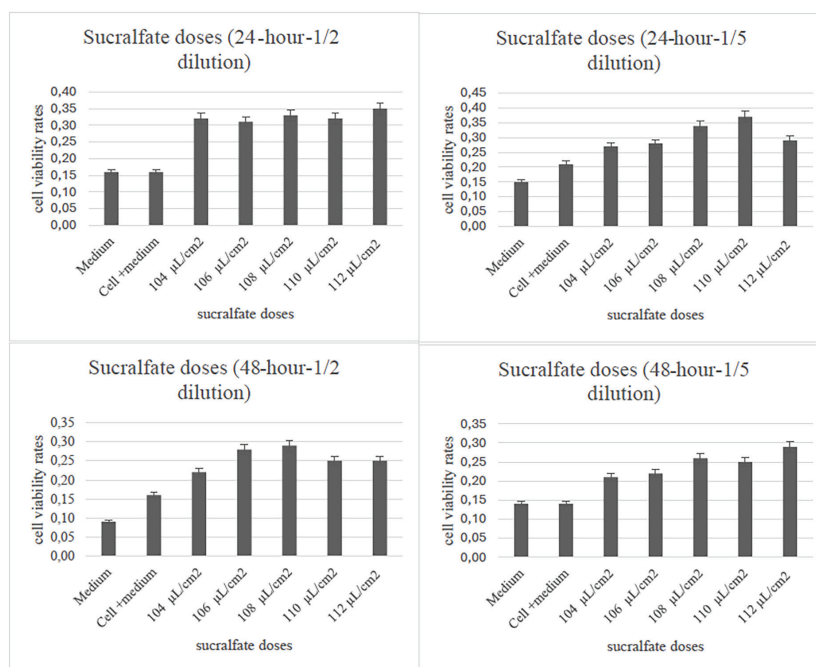 Sucralfate doses (24-hour-1/2
dilution)
cell viability rates
0,40
0,35
0,30
0,25
0,20
0,15
0,10
0,05
0,00
Medium
Cell +medium
104 µL/cm2
106 µL/cm2
108 µL/cm2
110 µL/cm2
112 µL/cm2
sucralfate doses
Sucralfate doses (24-hour-1/5
dilution)
cell viability rates
0,45
0,40
0,35
0,30
0,25
0,20
0,15
0,10
0,05
0,00
Medium
Cell +medium
104 µL/cm2
106 µL/cm2
108 µL/cm2
110 µL/cm2
112 µL/cm2
sucralfate doses
Sucralfate doses (48-hour-1/2
dilution)
cell viability rates
0,35
0,30
0,25
0,20
0,15
0,10
0,05
0,00
Medium
Cell +medium
104 µL/cm2
106 µL/cm2
108 µL/cm2
110 µL/cm2
112 µL/cm2
sucralfate doses
Sucralfate doses (48-hour-1/5
dilution)
cell viability rates
0,35
0,30
0,25
0,20
0,15
0,10
0,05
0,00
Medium
Cell +medium
104 µL/cm2
106 µL/cm2
108 µL/cm2
110 µL/cm2
112 µL/cm2
sucralfate doses